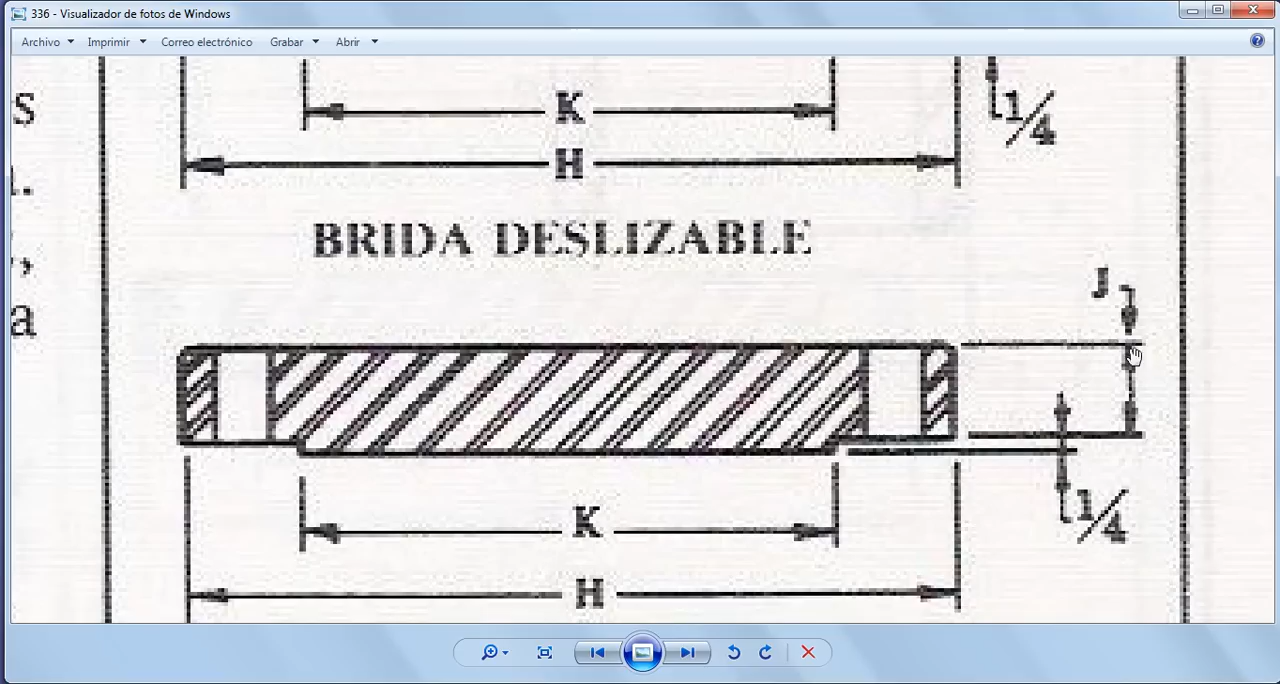 336 - Visualizador de fotos de Windows
Archivo Imprimir Correo electrónico Grabar Abrir
s
K
1/4
H
BRIDA DESLIZABLE
a
J
K
1/4
H